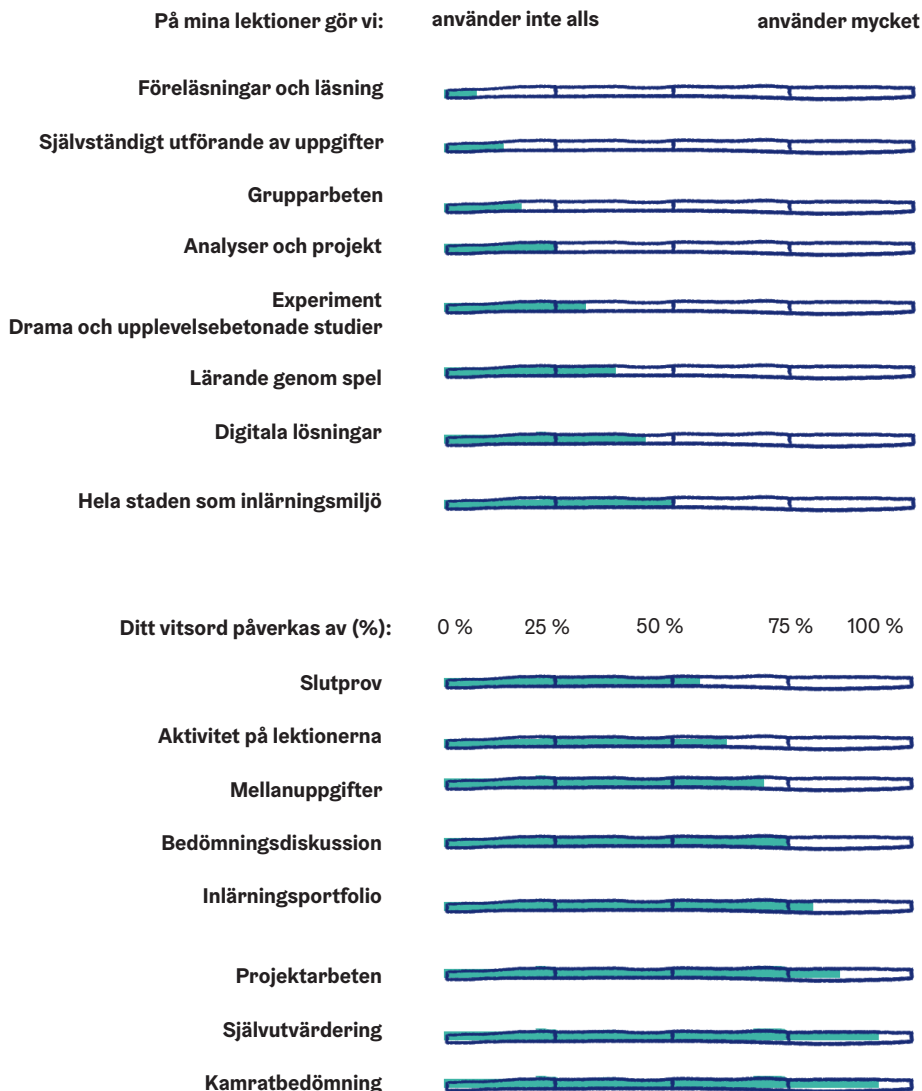 På mina lektioner gör vi: använder inte alls använder mycket
Föreläsningar och läsning
Självständigt utförande av uppgifter
Grupparbeten
Analyser och projekt
Experiment
Drama och upplevelsebetonade studier
Lärande genom spel
Digitala lösningar
Hela staden som inlärningsmiljö
Ditt vitsord påverkas av (%): 0 % 25 % 50 % 75 % 100 %
Slutprov
Aktivitet på lektionerna
Mellanuppgifter
Bedömningsdiskussion
Inlärningsportfolio
Projektarbeten
Självutvärdering
Kamratbedömning